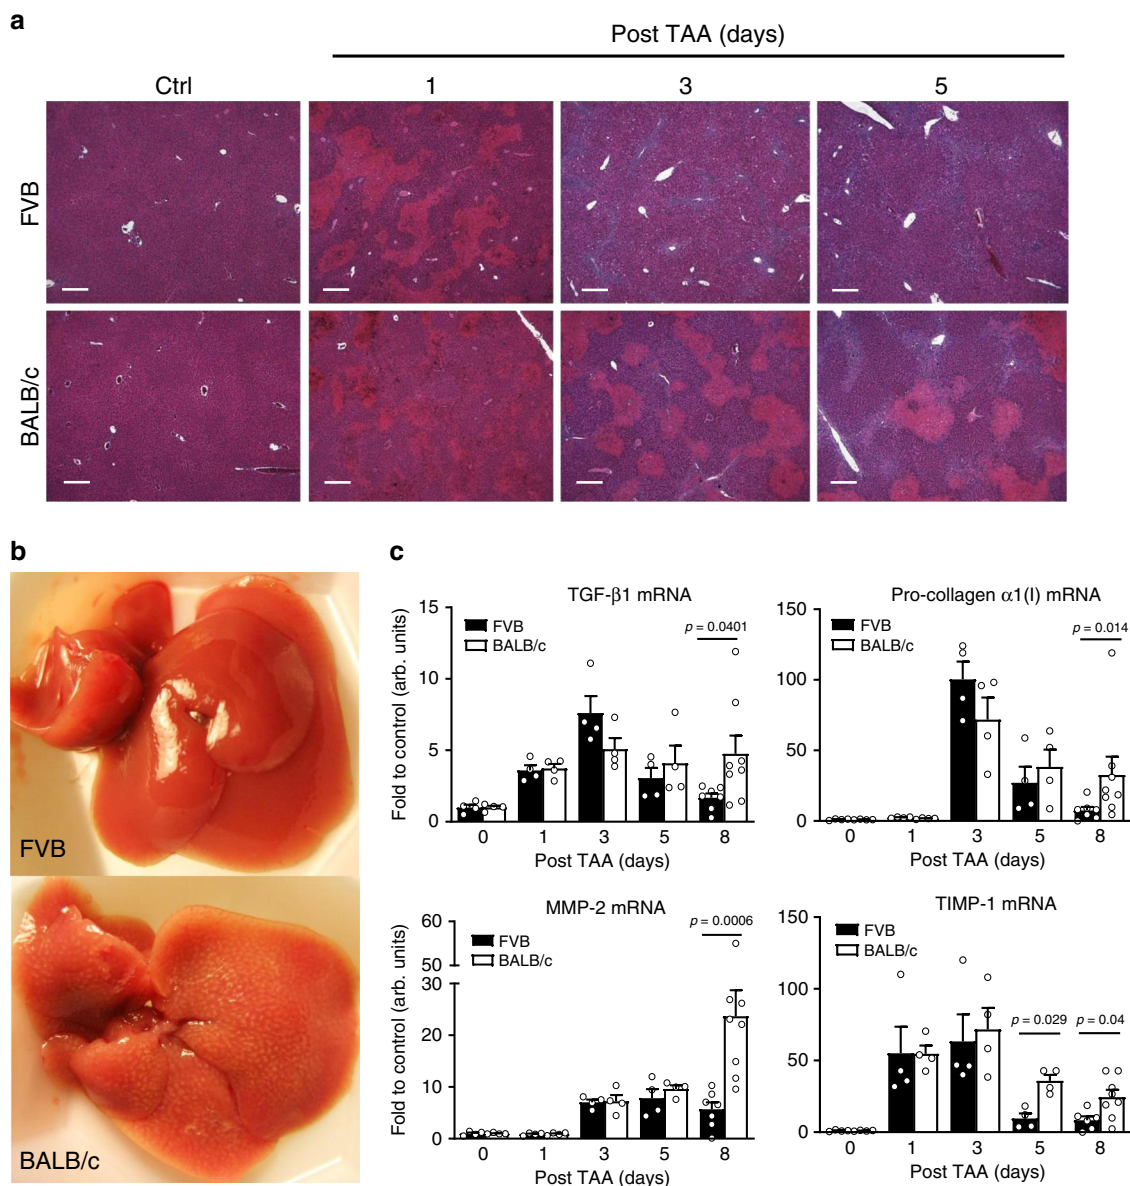 a
Post TAA (days)
Ctrl 1 3 5
FVB
BALB/c
b
FVB
BALB/c
c
TGF-β1 mRNA
Fold to control (arb. units)
15
10
5
0
FVB
BALB/c
p = 0.0401
0 1 3 5 8
Post TAA (days)
Pro-collagen α1(I) mRNA
150
100
50
0
FVB
BALB/c
p = 0.014
0 1 3 5 8
Post TAA (days)
MMP-2 mRNA
Fold to control (arb. units)
60
50
30
20
10
0
FVB
BALB/c
p = 0.0006
0 1 3 5 8
Post TAA (days)
TIMP-1 mRNA
150
100
50
0
FVB
BALB/c
p = 0.029
p = 0.04
0 1 3 5 8
Post TAA (days)